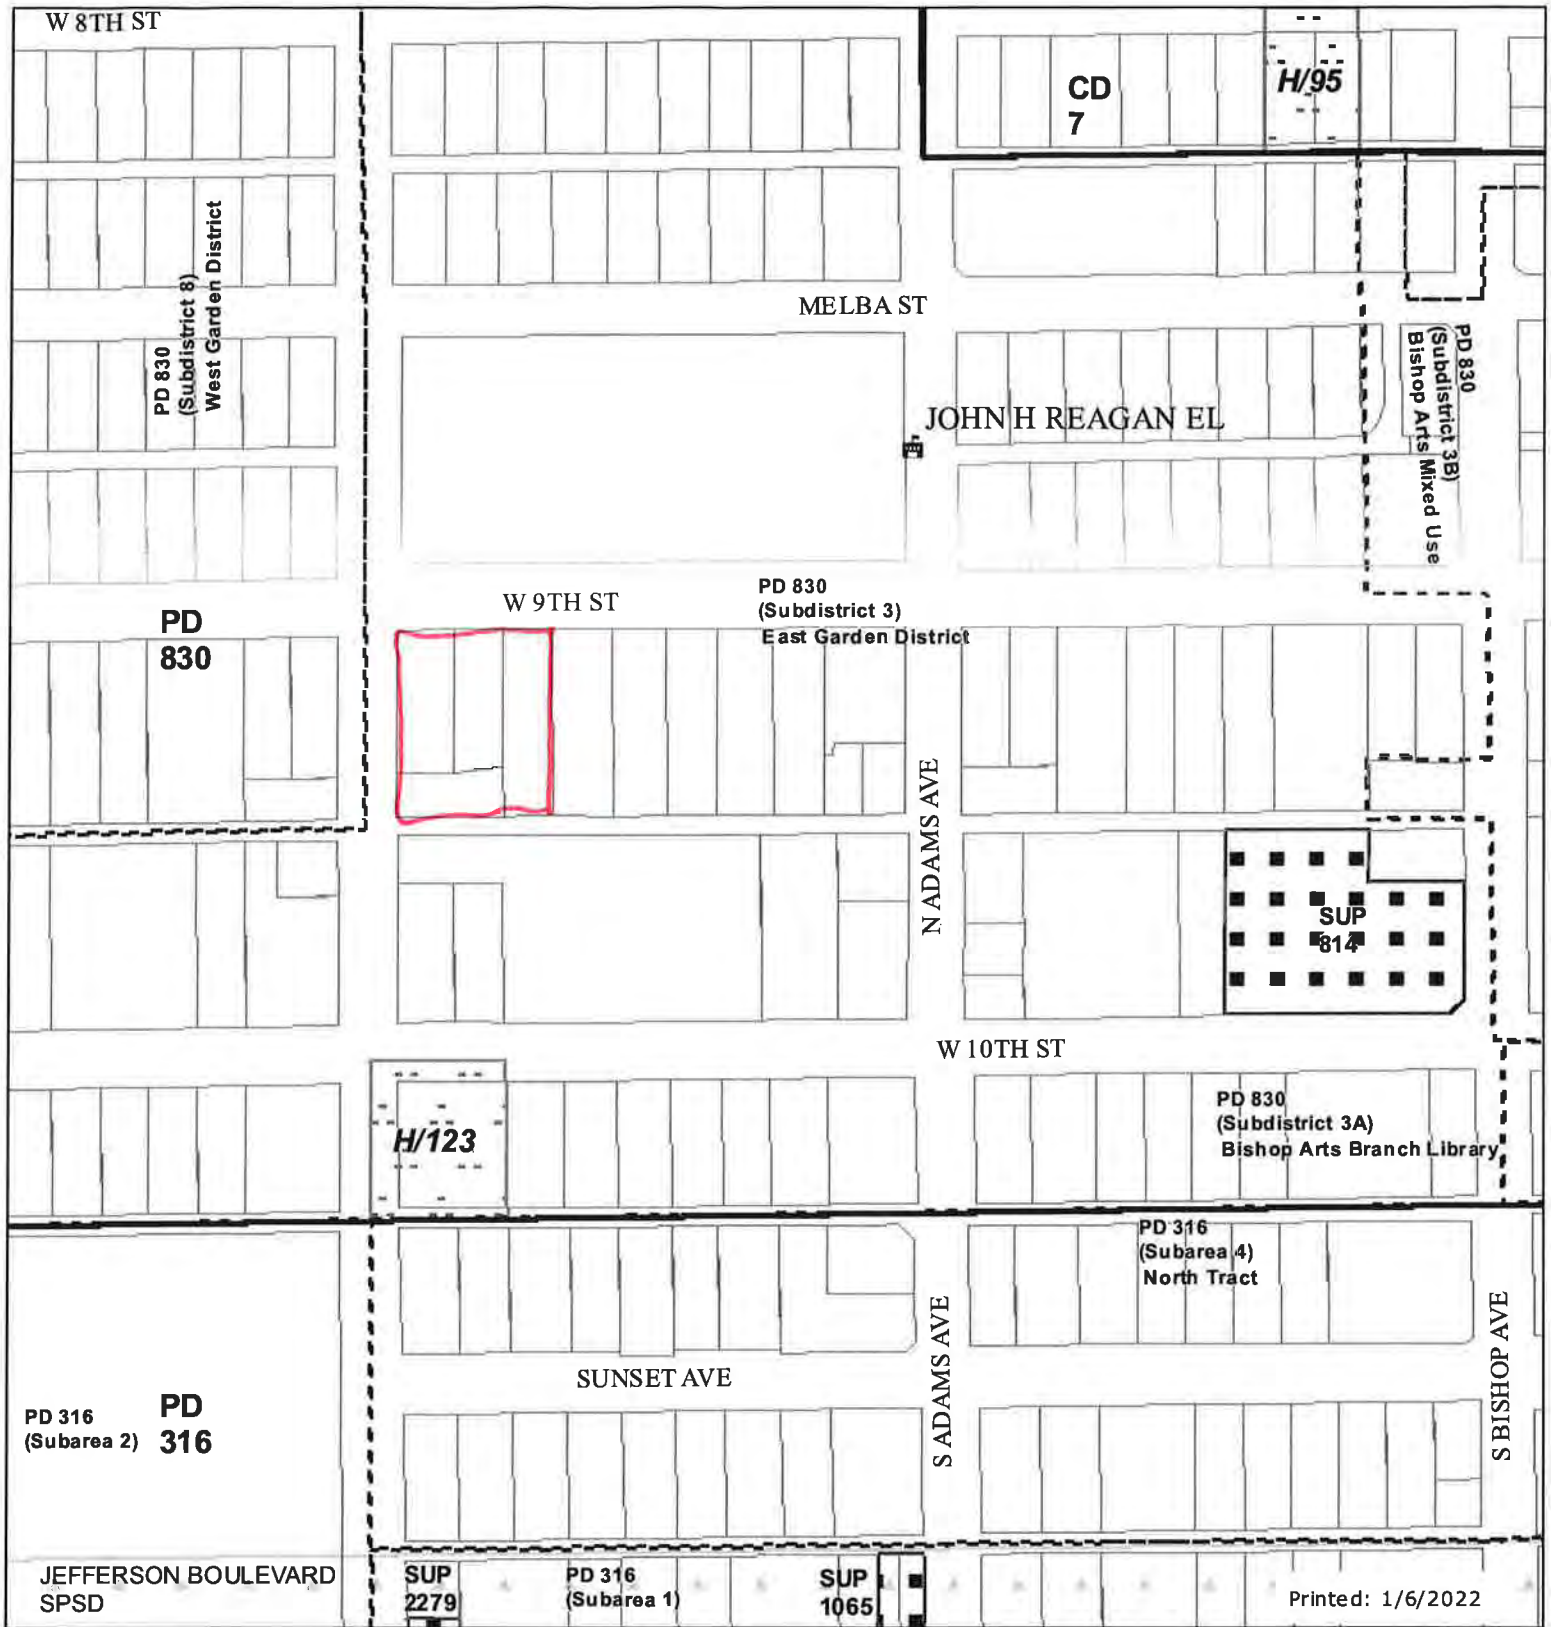 W 8TH ST
CD
7
H/95
PD 830
(Subdistrict 8)
West Garden District
MELBA ST
JOHN H REAGAN EL
PD 830
(Subdistrict 3B)
Bishop Arts Mixed Use
W 9TH ST
PD 830
(Subdistrict 3)
East Garden District
PD
830
N ADAMS AVE
SUP
814
W 10TH ST
H/123
PD 830
(Subdistrict 3A)
Bishop Arts Branch Library
PD 316
(Subarea 4)
North Tract
SUNSET AVE
S ADAMS AVE
S BISHOP AVE
PD 316
(Subarea 2)
PD
316
JEFFERSON BOULEVARD
SPSD
SUP
2279
PD 316
(Subarea 1)
SUP
1065
Printed: 1/6/2022